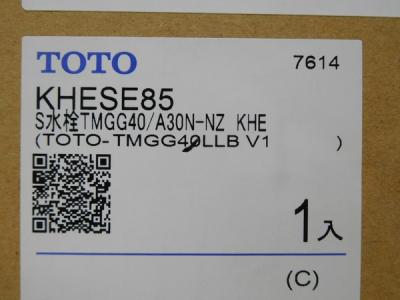 TOTO 7614
KHESE85
S水栓TMGG40/A30N-NZ KHE
(TOTO-TMGG40LLB V1 )
1入
(C)